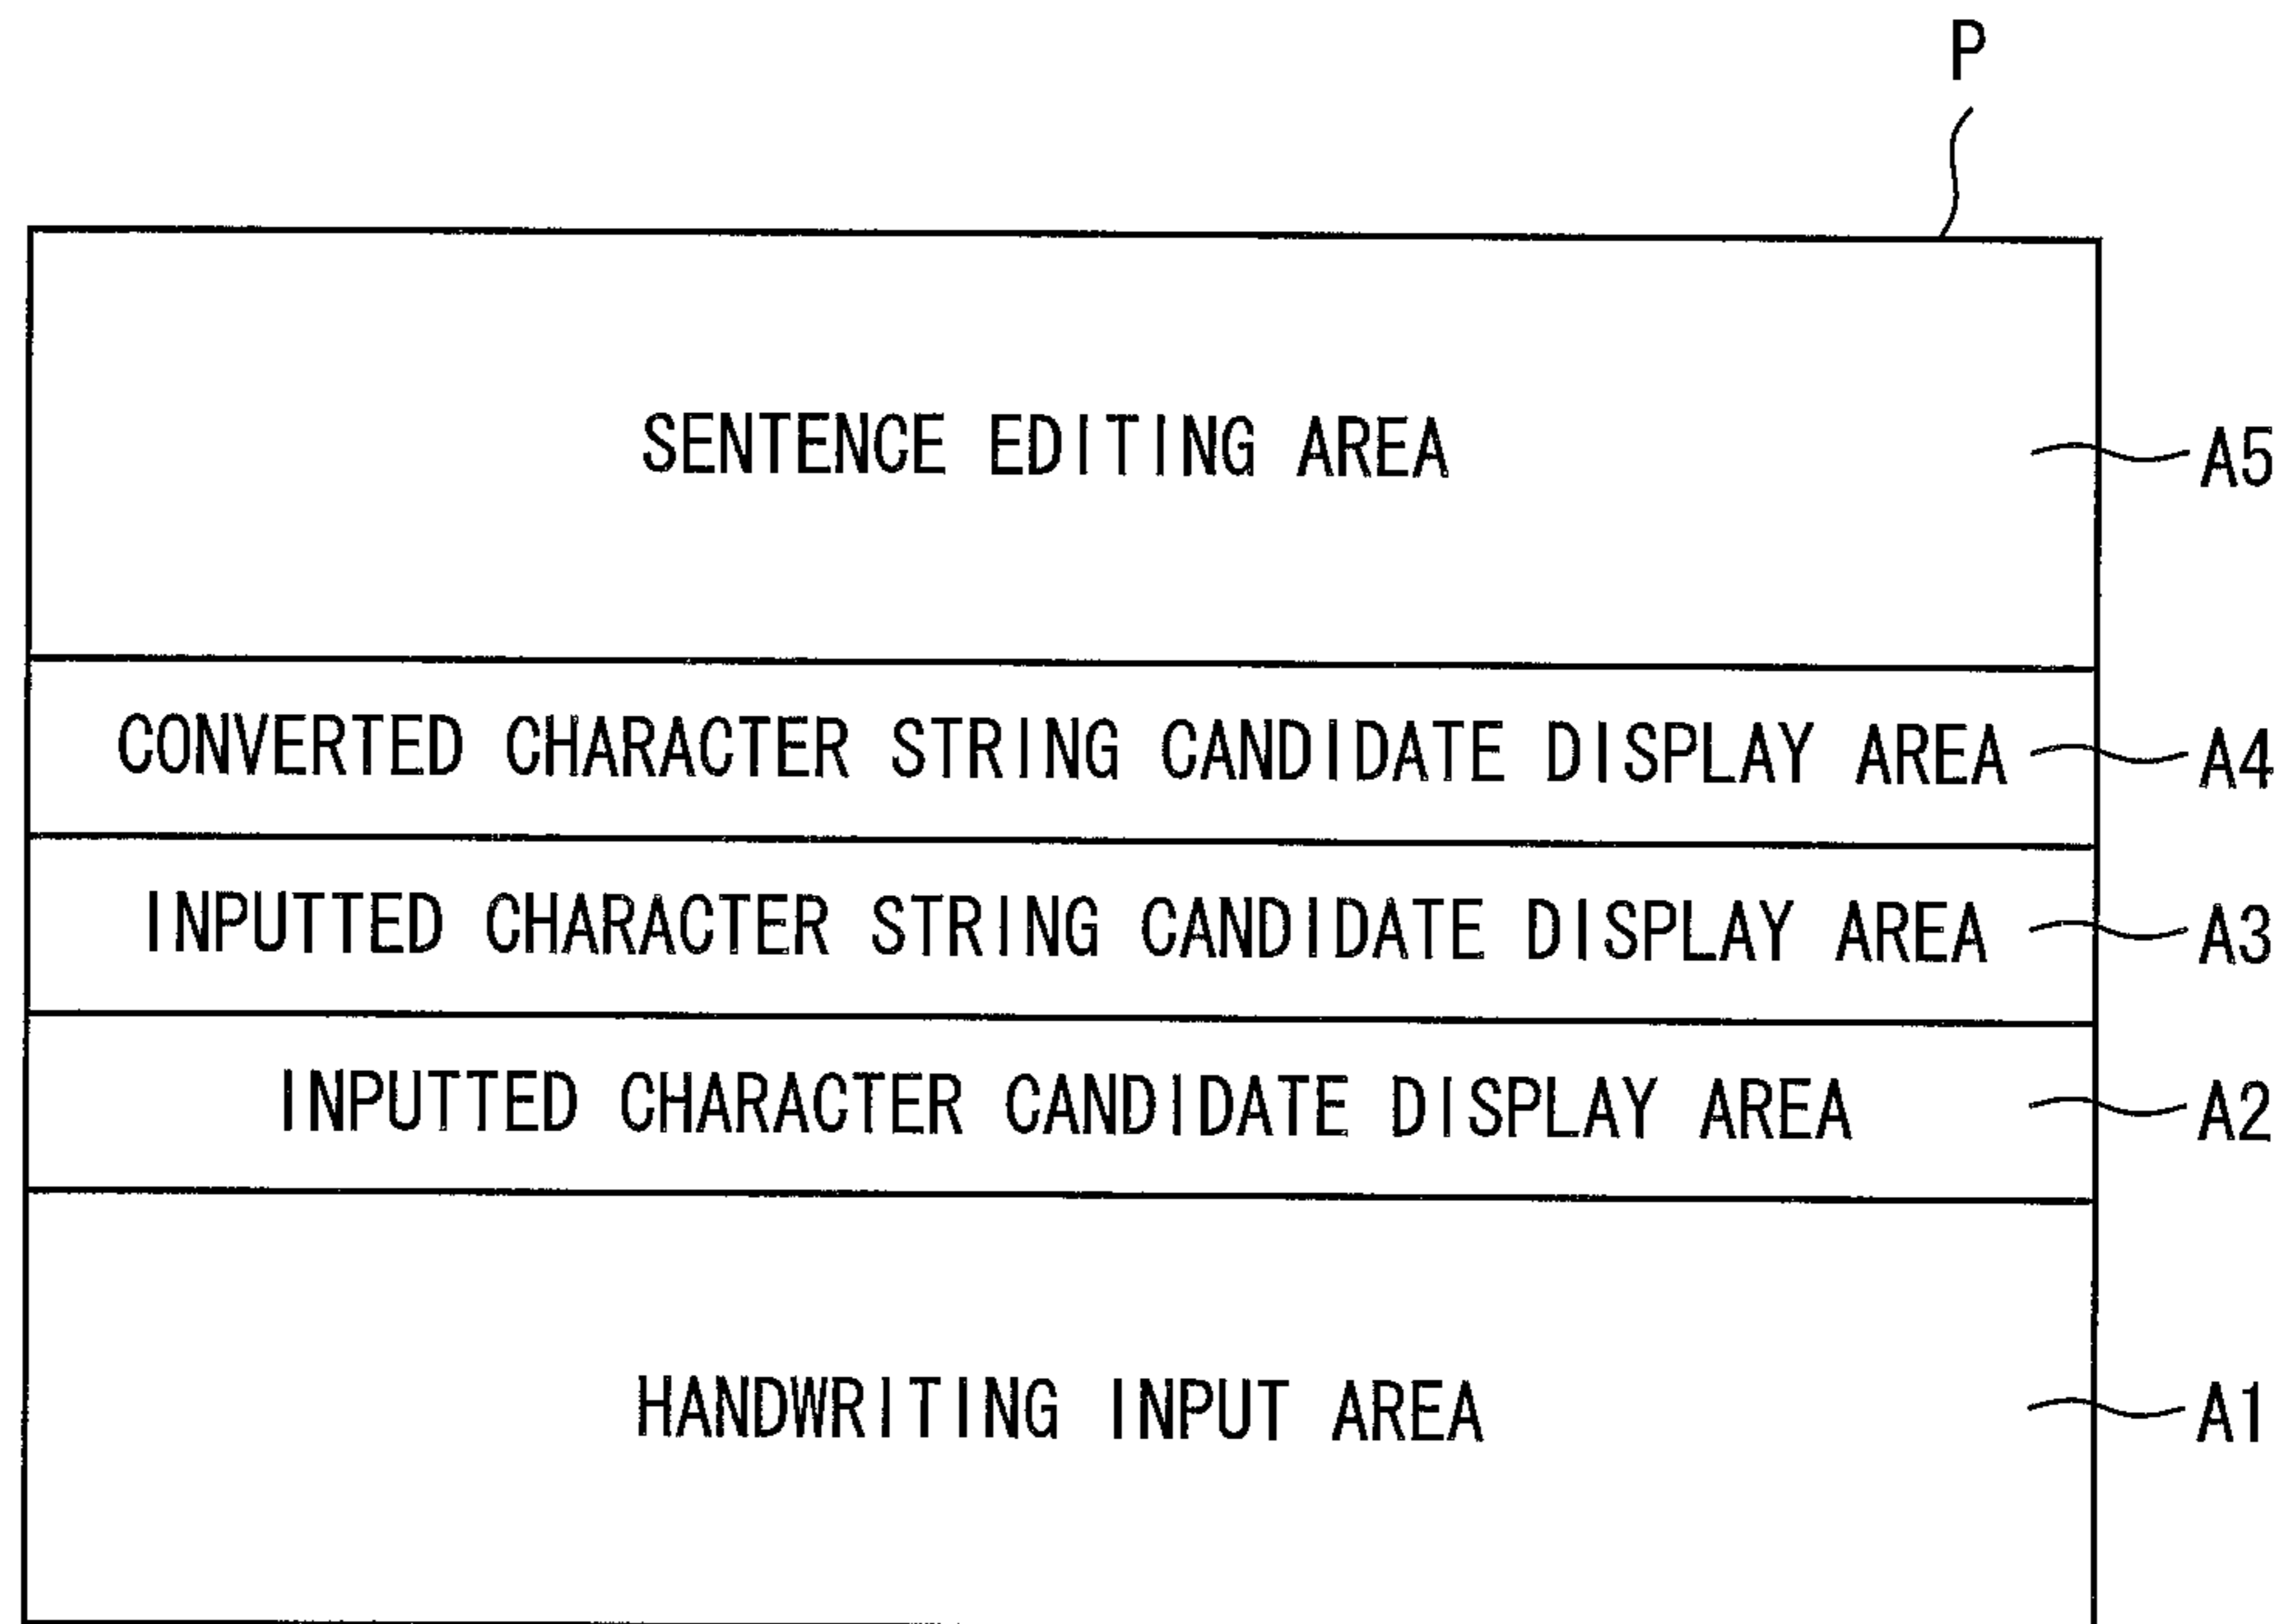 P
SENTENCE EDITING AREA A5
CONVERTED CHARACTER STRING CANDIDATE DISPLAY AREA A4
INPUTTED CHARACTER STRING CANDIDATE DISPLAY AREA A3
INPUTTED CHARACTER CANDIDATE DISPLAY AREA A2
HANDWRITING INPUT AREA A1